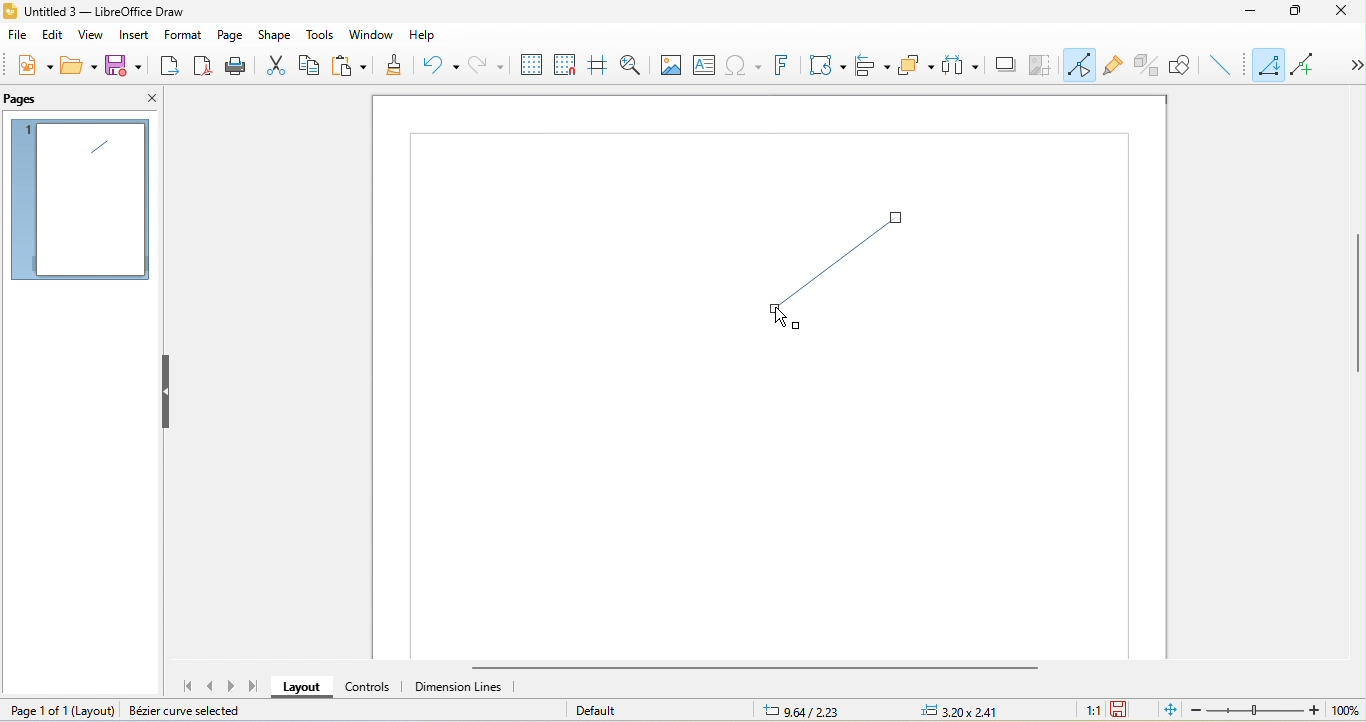 Untitled 3 — LibreOffice Draw
File Edit View Insert Format Page Shape Tools Window Help
Pages
1
Layout Controls Dimension Lines
Page 1 of 1 (Layout) Bézier curve selected Default 9.64 / 2.23 3.20 x 2.41 1:1 100%